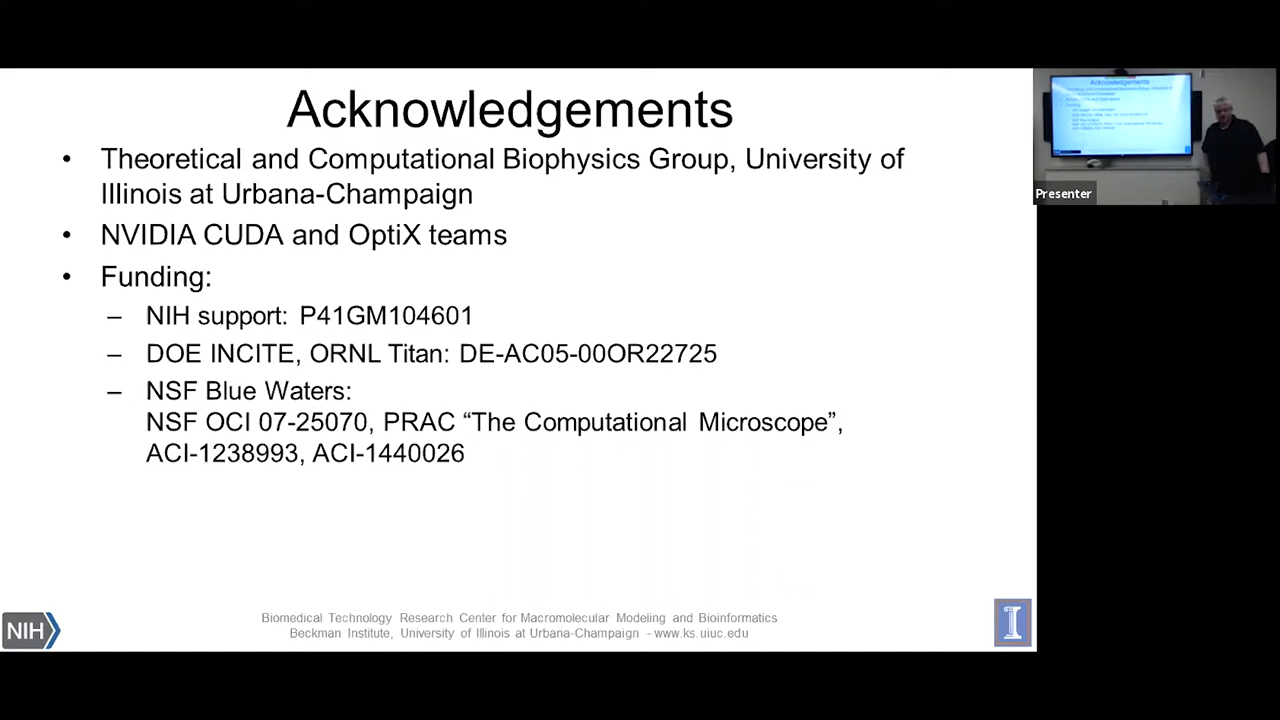 Acknowledgements
• Theoretical and Computational Biophysics Group, University of
Illinois at Urbana-Champaign
• NVIDIA CUDA and OptiX teams
• Funding:
– NIH support: P41GM104601
– DOE INCITE, ORNL Titan: DE-AC05-00OR22725
– NSF Blue Waters:
NSF OCI 07-25070, PRAC “The Computational Microscope”,
ACI-1238993, ACI-1440026
Biomedical Technology Research Center for Macromolecular Modeling and Bioinformatics
Beckman Institute, University of Illinois at Urbana-Champaign - www.ks.uiuc.edu
NIH
I
Acknowledgements
Presenter